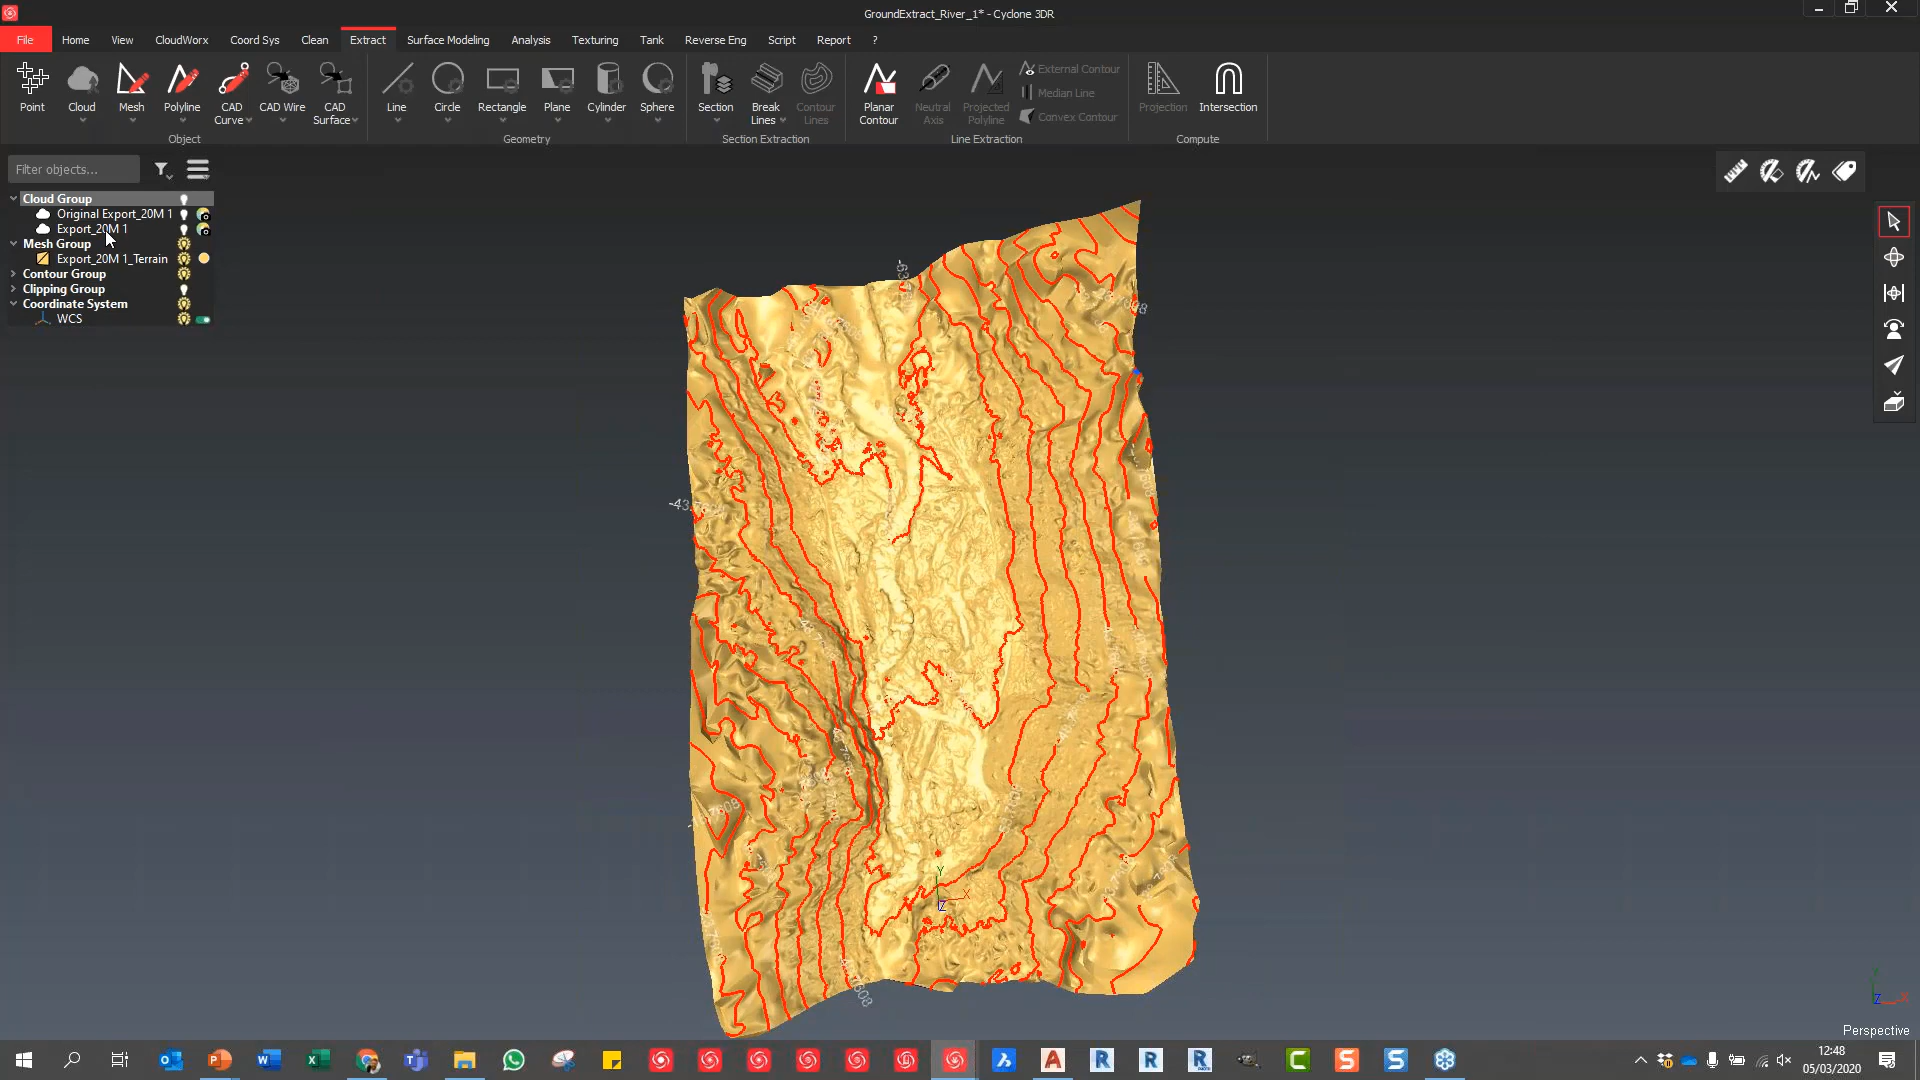 GroundExtract_River_1* - Cyclone 3DR
File Home View CloudWorx Coord Sys Clean Extract Surface Modeling Analysis Texturing Tank Reverse Eng Script Report ?
Point Cloud Mesh Polyline CAD Curve CAD Wire CAD Surface
Object
Line Circle Rectangle Plane Cylinder Sphere
Geometry
Section Break Lines Contour Lines
Section Extraction
Planar Contour Neutral Axis Projected Polyline
External Contour
Median Line
Convex Contour
Line Extraction
Projection Intersection
Compute
Filter objects...
Cloud Group
Original Export_20M 1
Export_20M 1
Mesh Group
Export_20M 1_Terrain
Contour Group
Clipping Group
Coordinate System
WCS
Y
X
Z
Z
X
Perspective
12:48
05/03/2020